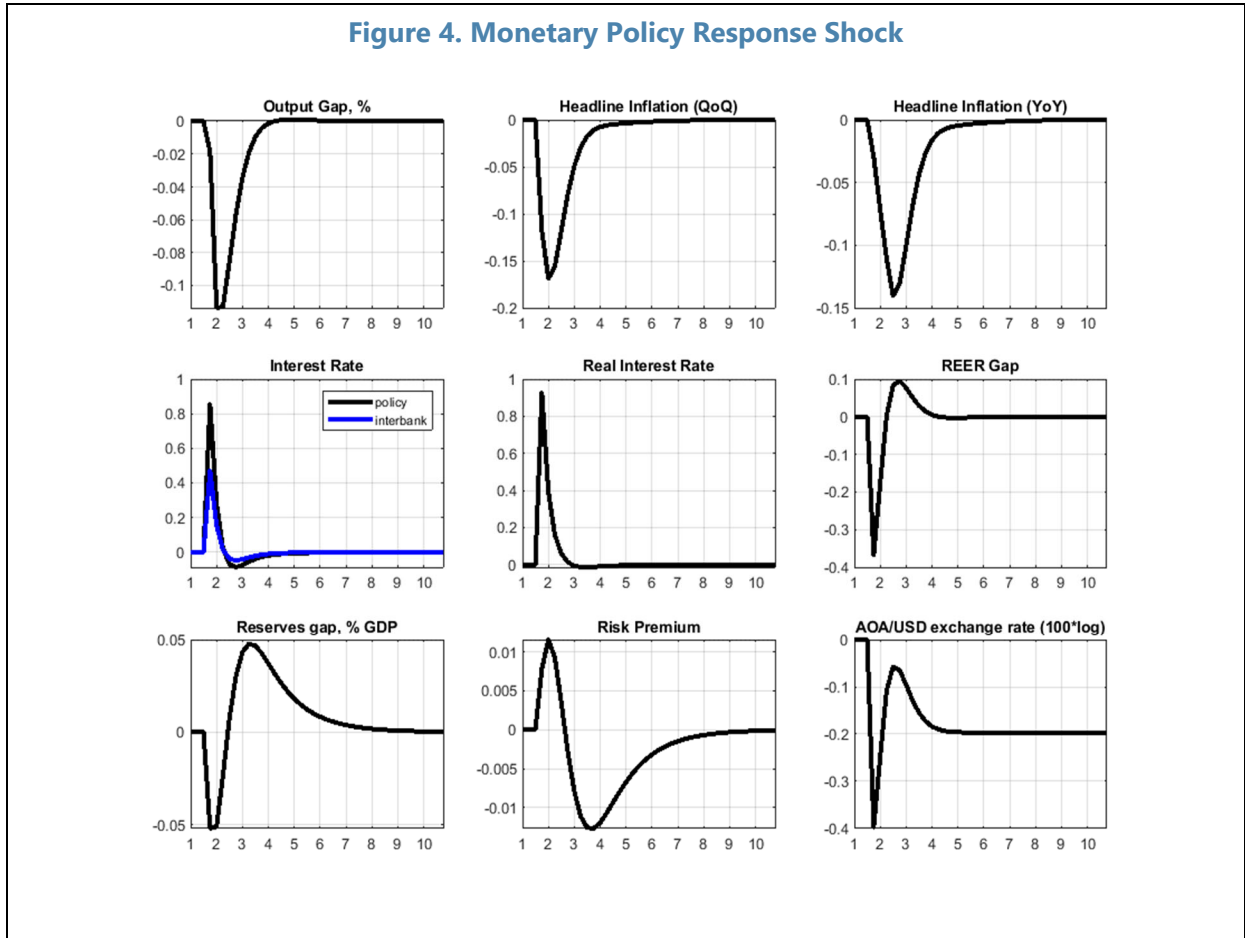 Figure 4. Monetary Policy Response Shock
Output Gap, %
0
-0.02
-0.04
-0.06
-0.08
-0.1
1 2 3 4 5 6 7 8 9 10
Headline Inflation (QoQ)
0
-0.05
-0.1
-0.15
-0.2
1 2 3 4 5 6 7 8 9 10
Headline Inflation (YoY)
0
-0.05
-0.1
-0.15
1 2 3 4 5 6 7 8 9 10
Interest Rate
1
0.8
0.6
0.4
0.2
0
policy
interbank
1 2 3 4 5 6 7 8 9 10
Real Interest Rate
1
0.8
0.6
0.4
0.2
0
1 2 3 4 5 6 7 8 9 10
REER Gap
0.1
0
-0.1
-0.2
-0.3
-0.4
1 2 3 4 5 6 7 8 9 10
Reserves gap, % GDP
0.05
0
-0.05
1 2 3 4 5 6 7 8 9 10
Risk Premium
0.01
0.005
0
-0.005
-0.01
1 2 3 4 5 6 7 8 9 10
AOA/USD exchange rate (100*log)
0
-0.1
-0.2
-0.3
-0.4
1 2 3 4 5 6 7 8 9 10